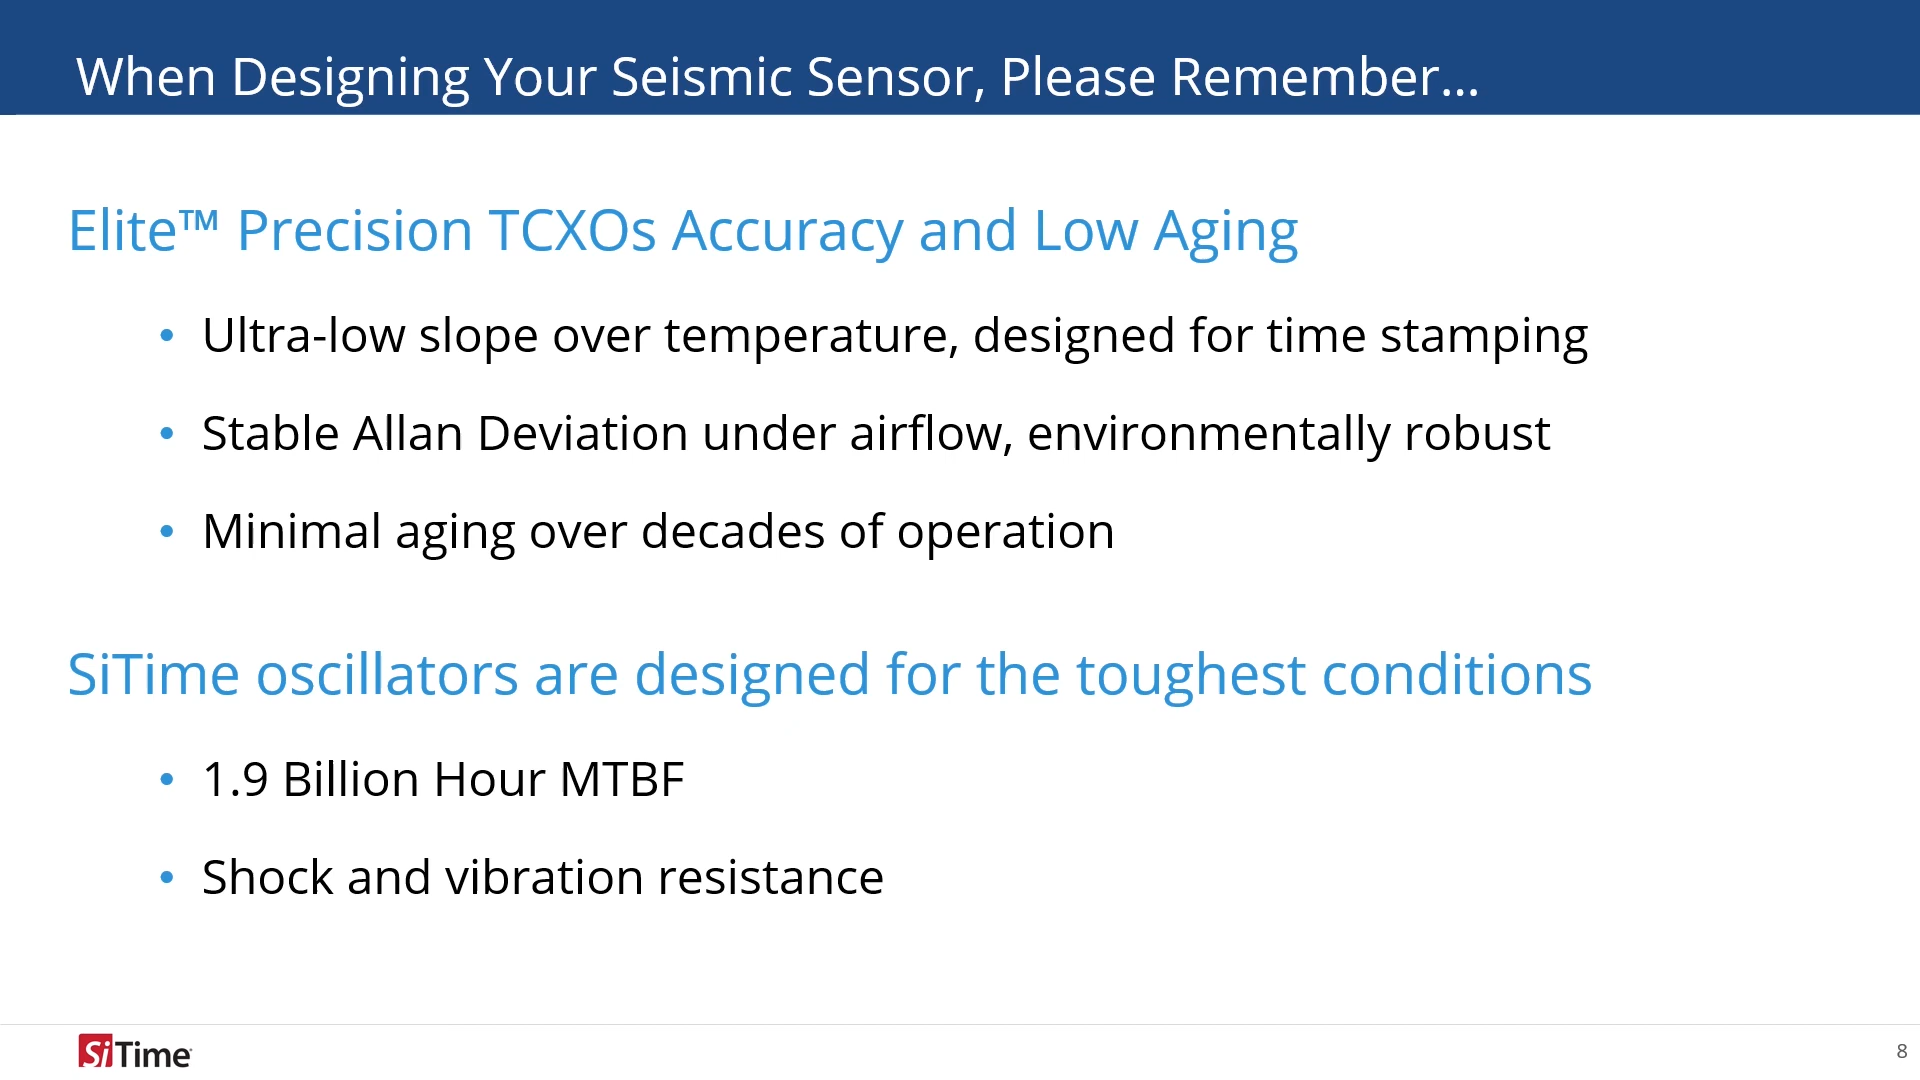 When Designing Your Seismic Sensor, Please Remember...
Elite™ Precision TCXOs Accuracy and Low Aging
• Ultra-low slope over temperature, designed for time stamping
• Stable Allan Deviation under airflow, environmentally robust
• Minimal aging over decades of operation
SiTime oscillators are designed for the toughest conditions
• 1.9 Billion Hour MTBF
• Shock and vibration resistance
SiTime
8